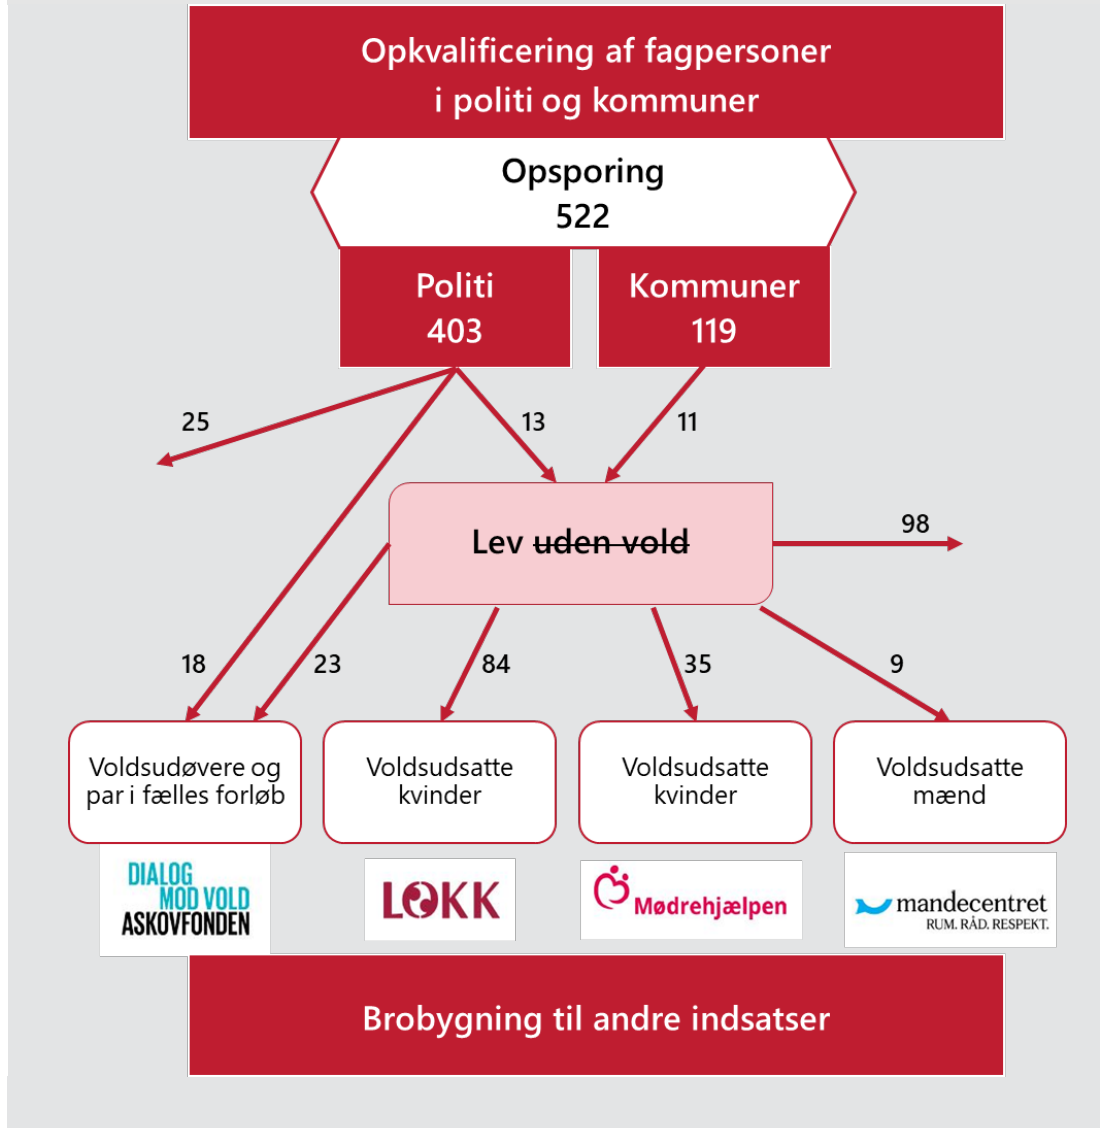 Opkvalificering af fagpersoner
i politi og kommuner
Opsporing
522
Politi
403
Kommuner
119
25
13
11
Lev uden vold
98
18
23
84
35
9
Voldsudøvere og
par i fælles forløb
Voldsudsatte
kvinder
Voldsudsatte
kvinder
Voldsudsatte
mænd
DIALOG
MOD VOLD
ASKOVFONDEN
LOKK
Mødrehjælpen
mandecentret
RUM. RÅD. RESPEKT.
Brobygning til andre indsatser